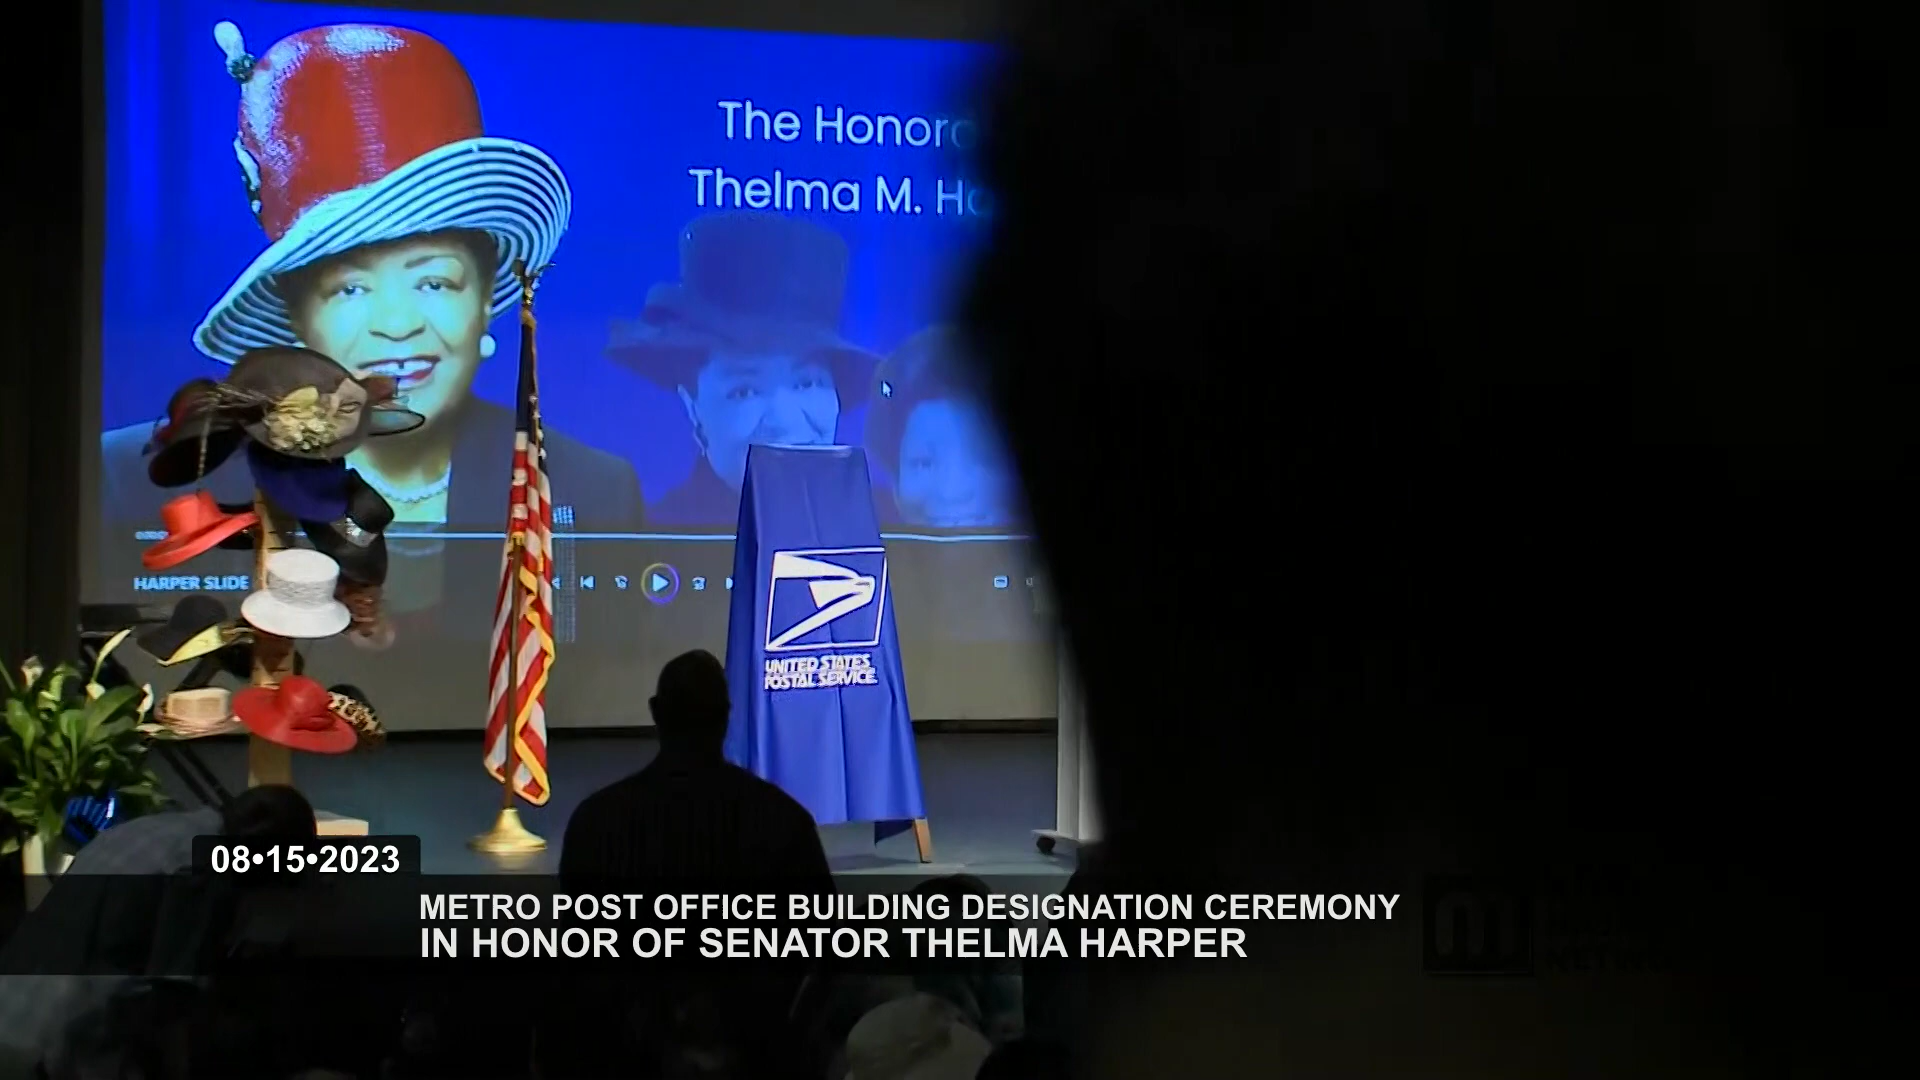 The Honora
Thelma M. Ha
HARPER SLIDE
UNITED STATES
POSTAL SERVICE.
08•15•2023
METRO POST OFFICE BUILDING DESIGNATION CEREMONY
IN HONOR OF SENATOR THELMA HARPER